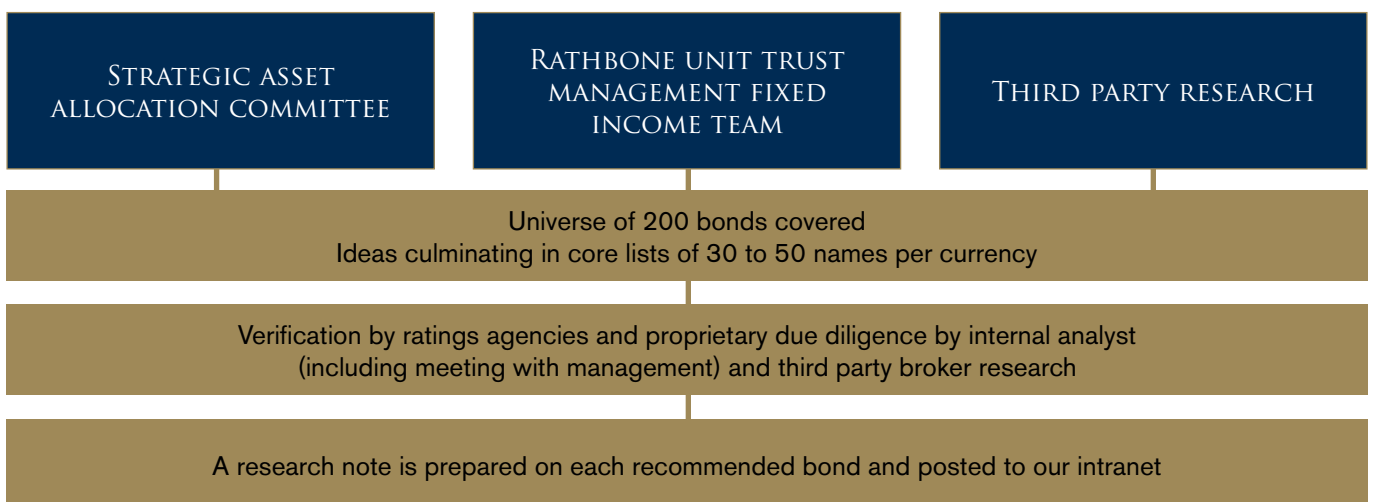 STRATEGIC ASSET
ALLOCATION COMMITTEE
RATHBONE UNIT TRUST
MANAGEMENT FIXED
INCOME TEAM
THIRD PARTY RESEARCH
Universe of 200 bonds covered
Ideas culminating in core lists of 30 to 50 names per currency
Verification by ratings agencies and proprietary due diligence by internal analyst
(including meeting with management) and third party broker research
A research note is prepared on each recommended bond and posted to our intranet